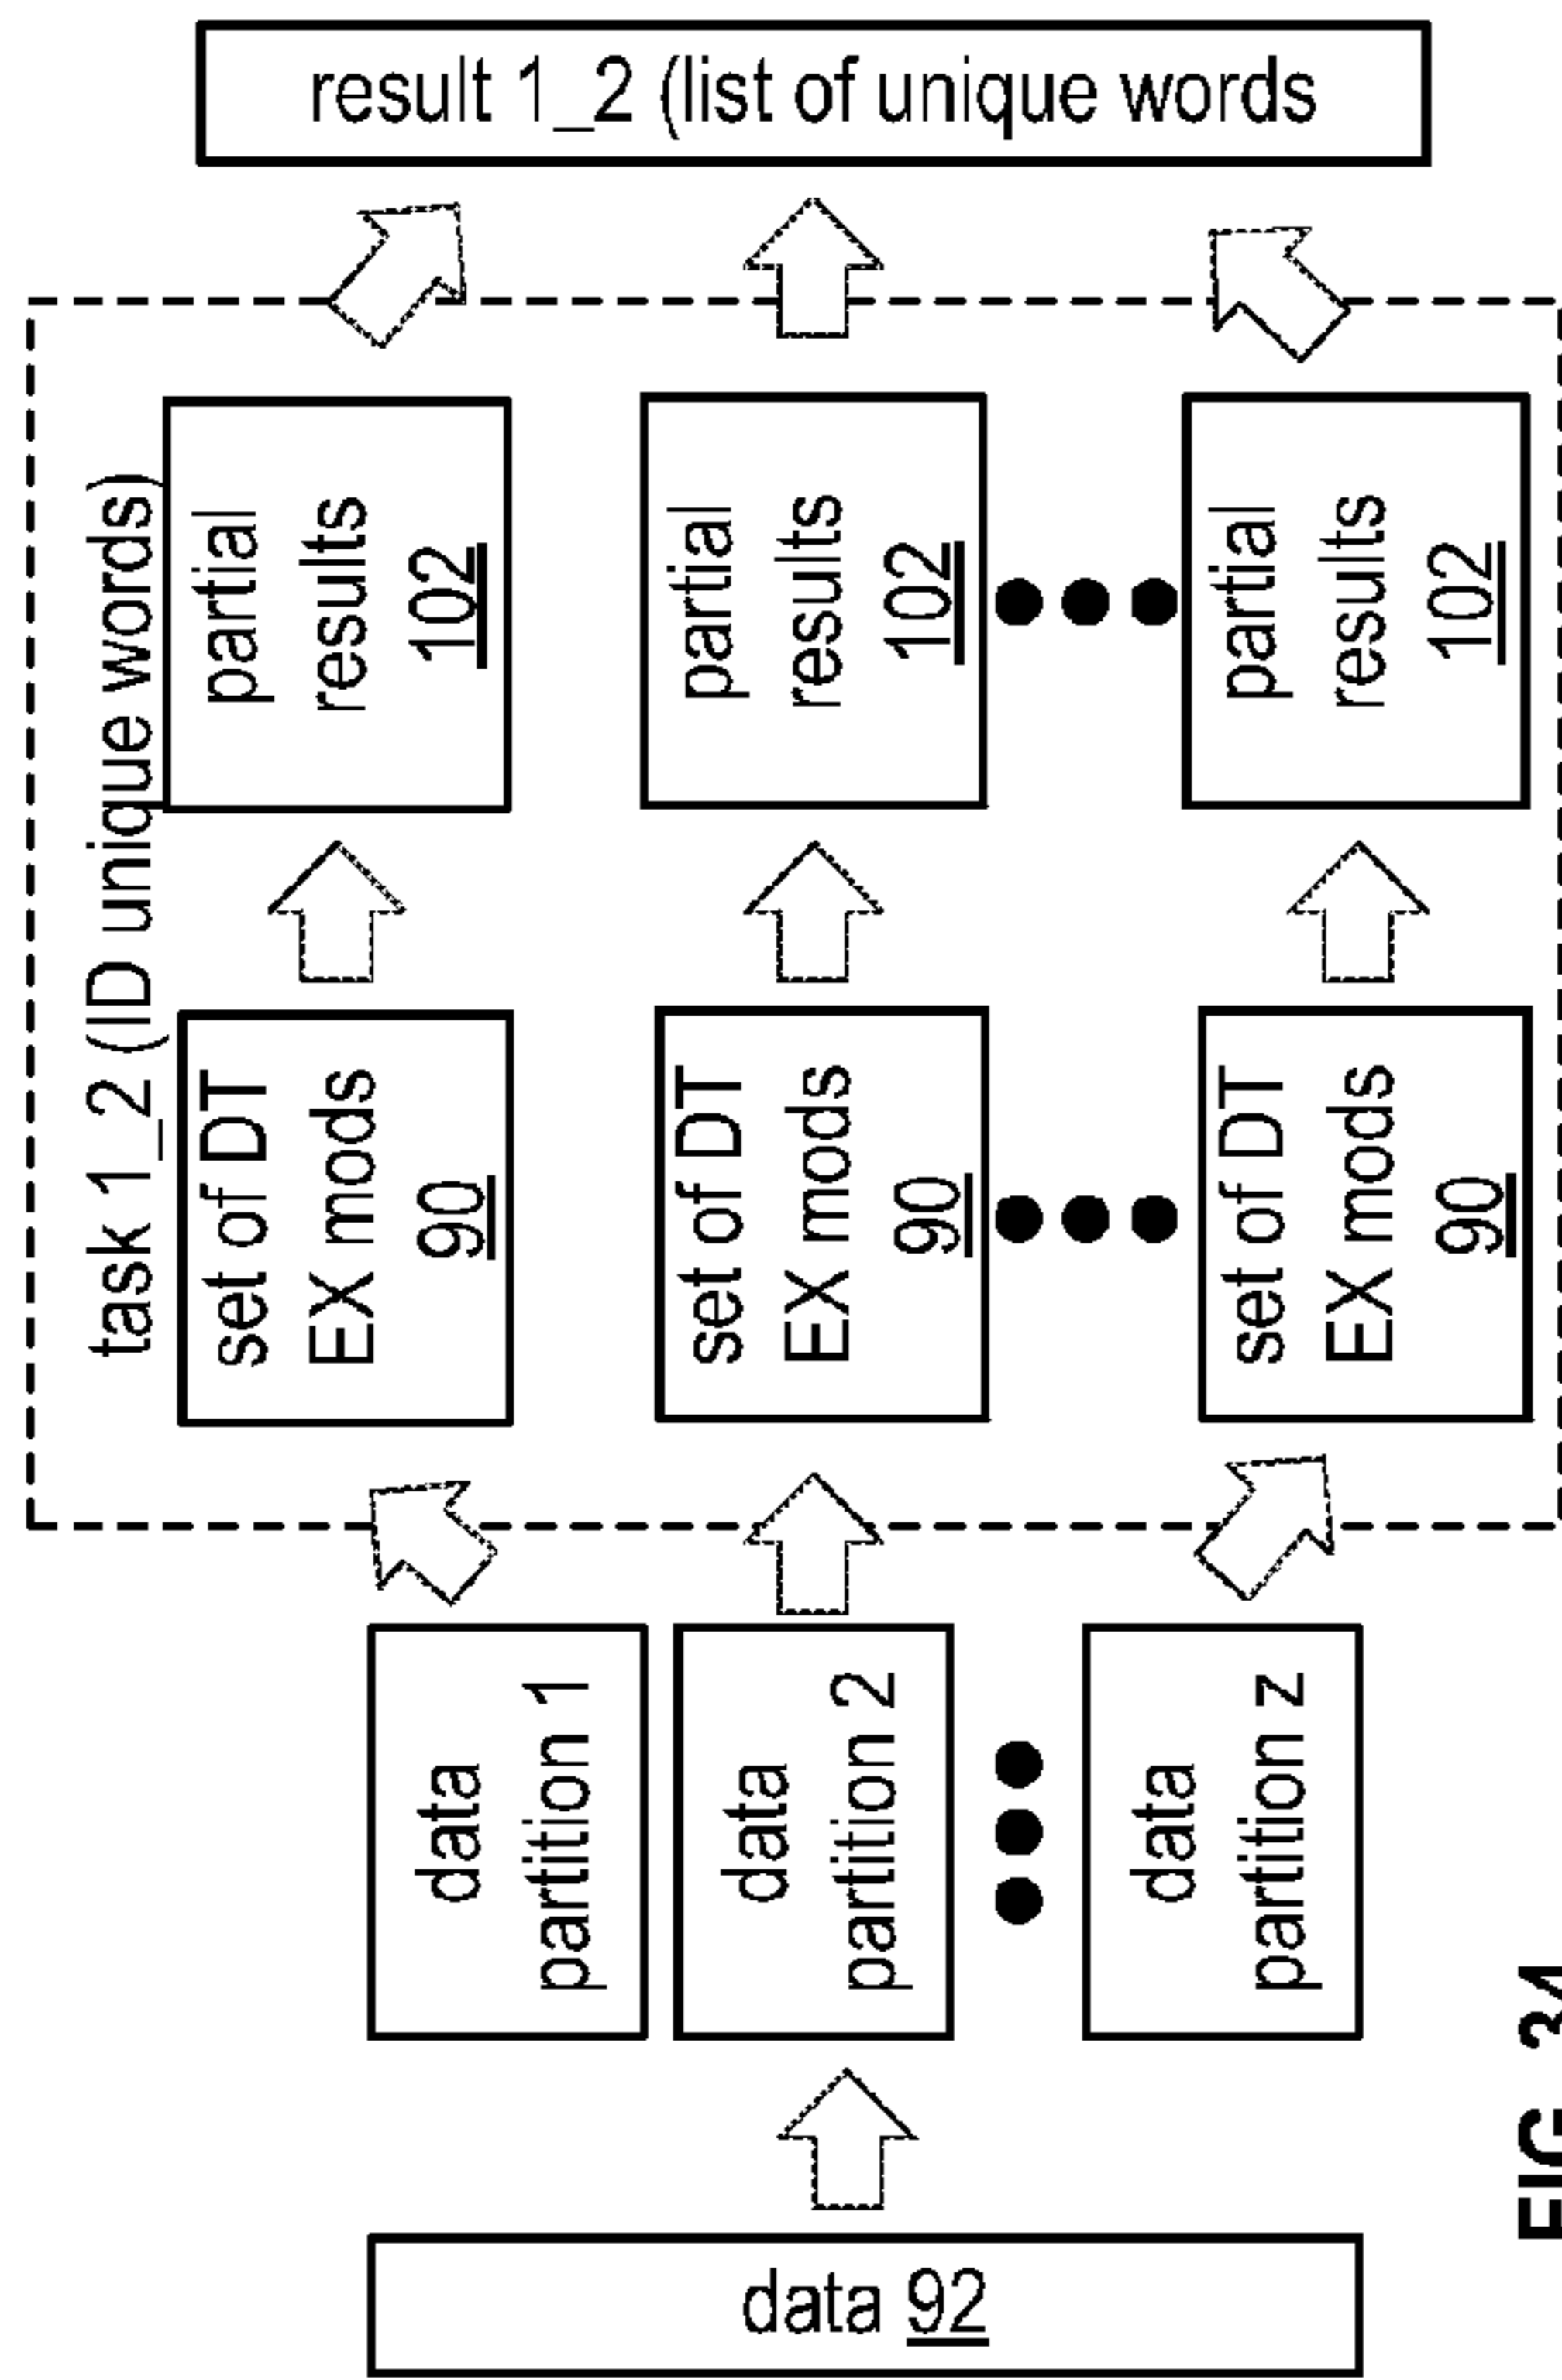 result 1_2 (list of unique words
task 1_2 (ID unique words)
partial
results
102
partial
results
102
partial
results
102
set of DT
EX mods
90
set of DT
EX mods
90
set of DT
EX mods
90
data
partition 1
data
partition 2
data
partition z
data 92
FIG. 34